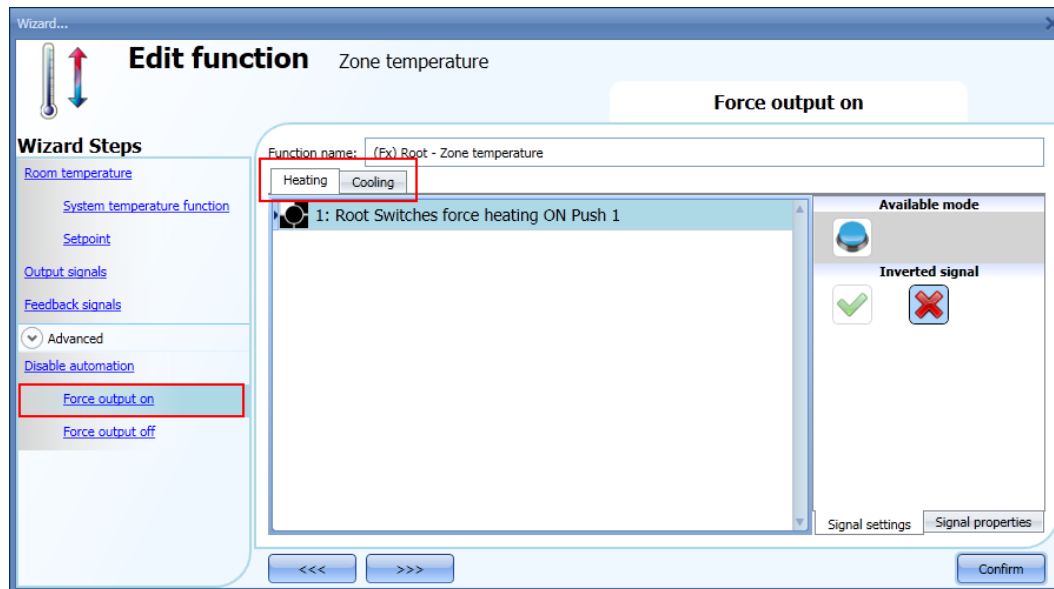 Wizard...
Edit function Zone temperature
Force output on
Wizard Steps
Room temperature
System temperature function
Setpoint
Output signals
Feedback signals
Advanced
Disable automation
Force output on
Force output off
Function name: (Fx) Root - Zone temperature
Heating Cooling
1: Root Switches force heating ON Push 1
Available mode
Inverted signal
Signal settings Signal properties
<<< >>> Confirm